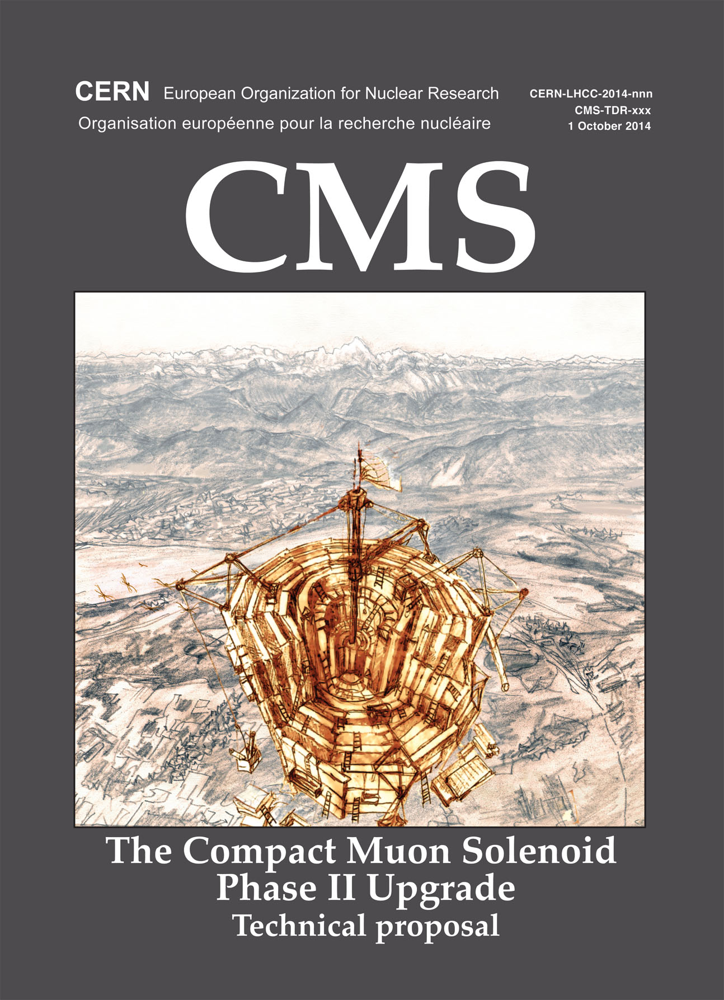 CERN European Organization for Nuclear Research
Organisation européenne pour la recherche nucléaire
CERN-LHCC-2014-nnn
CMS-TDR-xxx
1 October 2014
CMS
The Compact Muon Solenoid
Phase II Upgrade
Technical proposal